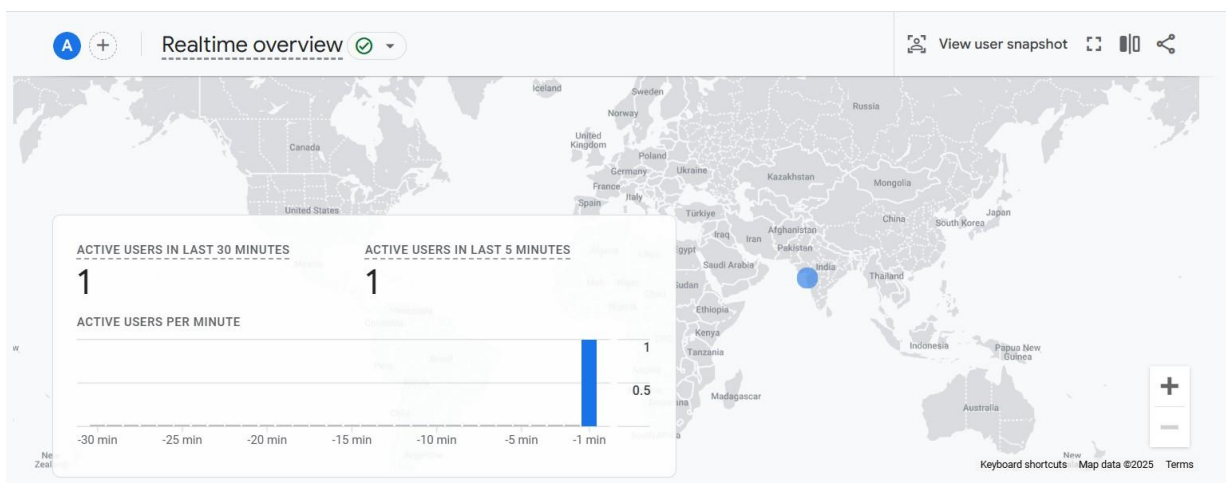 A + Realtime overview View user snapshot
Iceland
Sweden
Norway
Russia
United
Kingdom
Canada
Poland
Germany
Ukraine
Kazakhstan
Mongolia
France
Italy
Spain
United States
Türkiye
China
South Korea
Japan
Iraq
Iran
Afghanistan
Pakistan
Saudi Arabia
India
Thailand
Ethiopia
Kenya
Tanzania
Indonesia
Papua New
Guinea
Madagascar
Australia
ACTIVE USERS IN LAST 30 MINUTES
1
ACTIVE USERS IN LAST 5 MINUTES
1
ACTIVE USERS PER MINUTE
1
0.5
-30 min -25 min -20 min -15 min -10 min -5 min -1 min
+
−
New
Keyboard shortcuts Map data ©2025 Terms